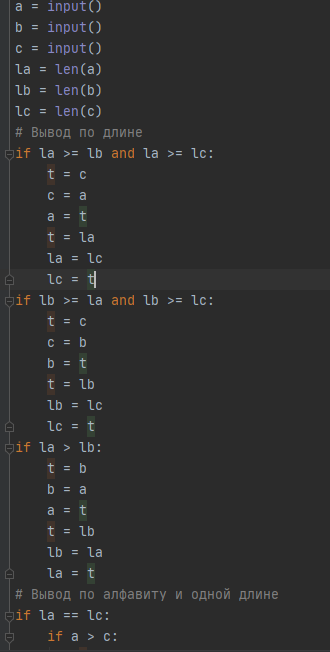 a = input()
b = input()
c = input()
la = len(a)
lb = len(b)
lc = len(c)
# Вывод по длине
if la >= lb and la >= lc:
    t = c
    c = a
    a = t
    t = la
    la = lc
    lc = t
if lb >= la and lb >= lc:
    t = c
    c = b
    b = t
    t = lb
    lb = lc
    lc = t
if la > lb:
    t = b
    b = a
    a = t
    t = lb
    lb = la
    la = t
# Вывод по алфавиту и одной длине
if la == lc:
    if a > c: